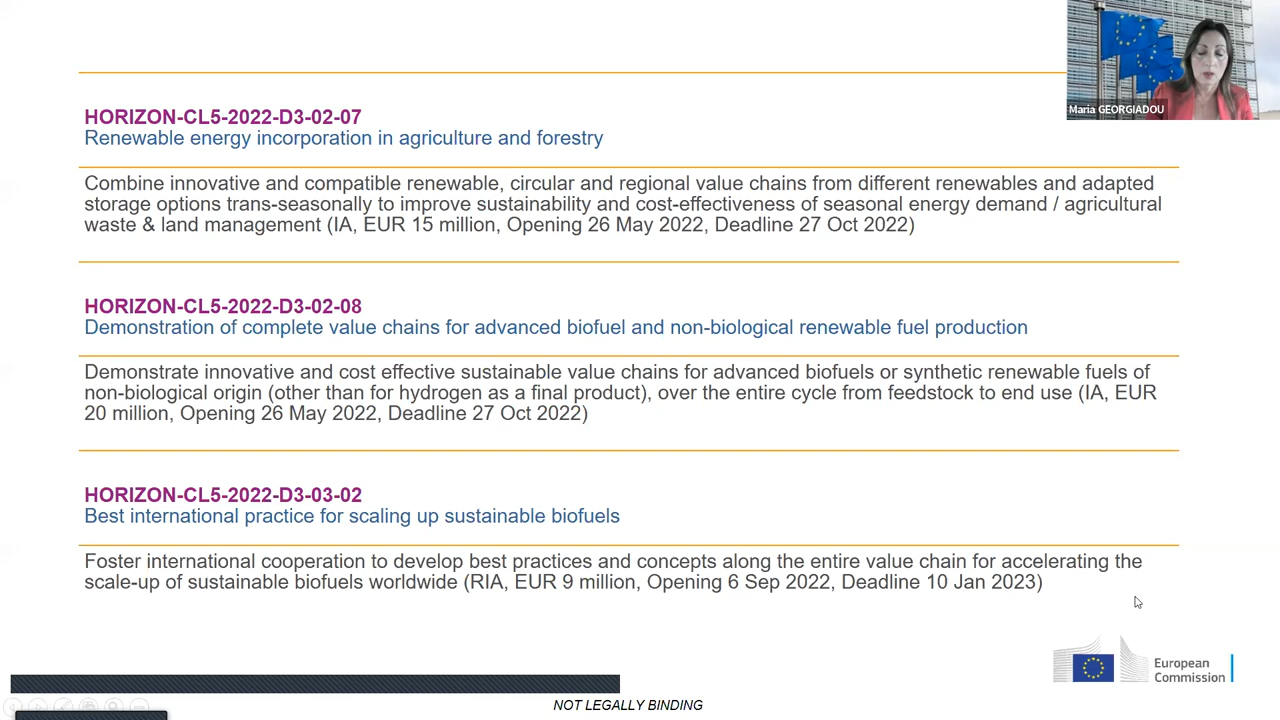 Maria GEORGIADOU
HORIZON-CL5-2022-D3-02-07
Renewable energy incorporation in agriculture and forestry
Combine innovative and compatible renewable, circular and regional value chains from different renewables and adapted
storage options trans-seasonally to improve sustainability and cost-effectiveness of seasonal energy demand / agricultural
waste & land management (IA, EUR 15 million, Opening 26 May 2022, Deadline 27 Oct 2022)
HORIZON-CL5-2022-D3-02-08
Demonstration of complete value chains for advanced biofuel and non-biological renewable fuel production
Demonstrate innovative and cost effective sustainable value chains for advanced biofuels or synthetic renewable fuels of
non-biological origin (other than for hydrogen as a final product), over the entire cycle from feedstock to end use (IA, EUR
20 million, Opening 26 May 2022, Deadline 27 Oct 2022)
HORIZON-CL5-2022-D3-03-02
Best international practice for scaling up sustainable biofuels
Foster international cooperation to develop best practices and concepts along the entire value chain for accelerating the
scale-up of sustainable biofuels worldwide (RIA, EUR 9 million, Opening 6 Sep 2022, Deadline 10 Jan 2023)
European
Commission
NOT LEGALLY BINDING